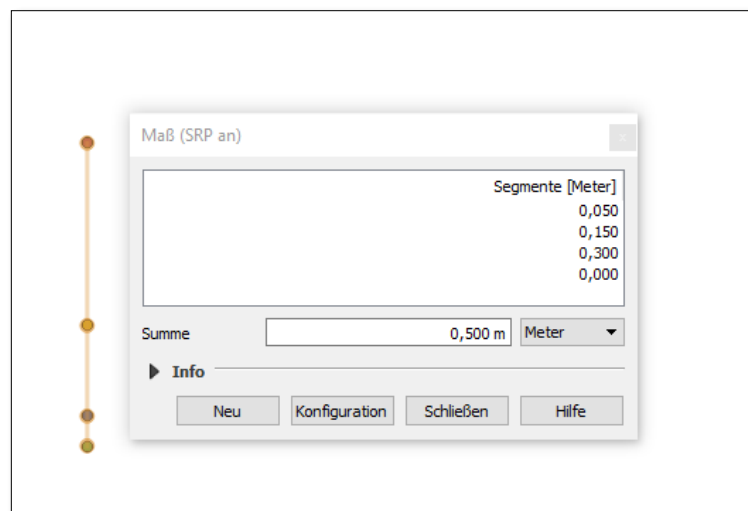 Maß (SRP an)
x
Segmente [Meter]
0,050
0,150
0,300
0,000
Summe 0,500 m Meter
Info
Neu Konfiguration Schließen Hilfe